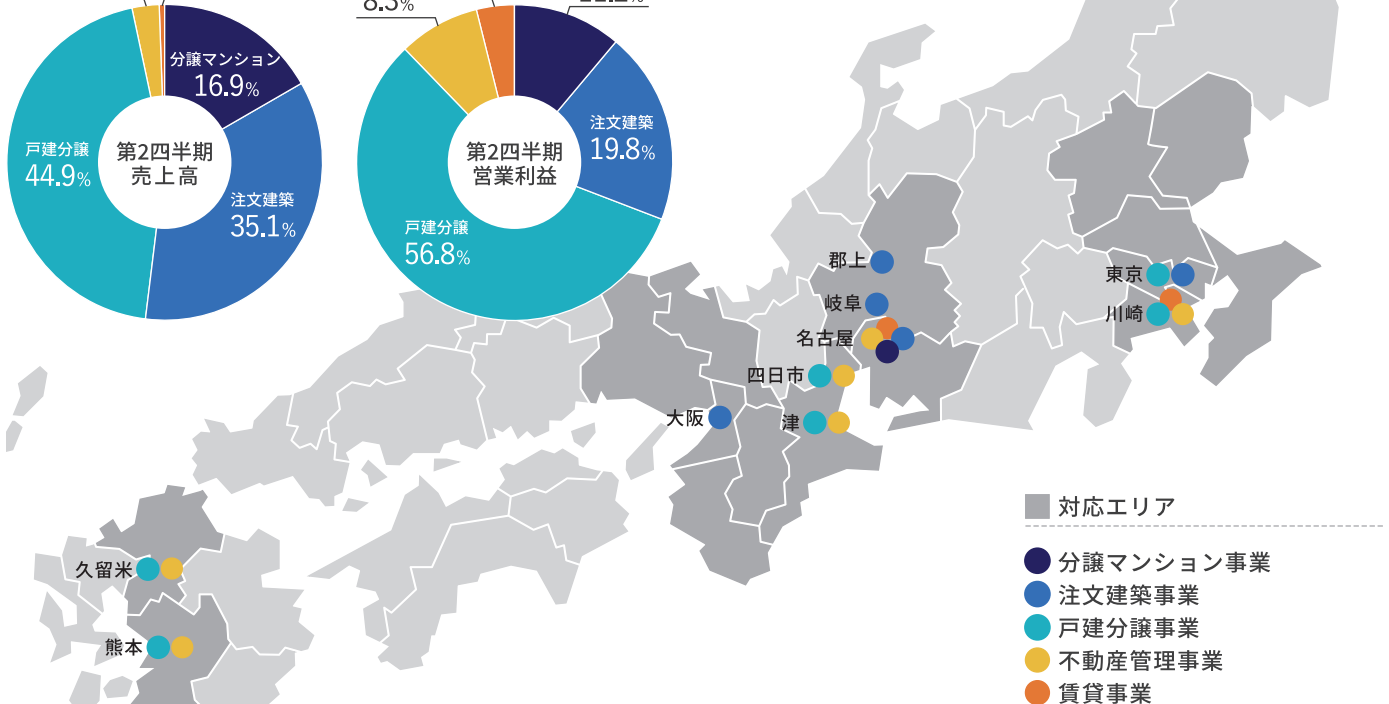 分譲マンション
16.9%
戸建分譲
44.9%
第2四半期
売上高
注文建築
35.1%
注文建築
19.8%
第2四半期
営業利益
戸建分譲
56.8%
郡上
岐阜
名古屋
四日市
大阪
津
東京
川崎
久留米
熊本
対応エリア
分譲マンション事業
注文建築事業
戸建分譲事業
不動産管理事業
賃貸事業